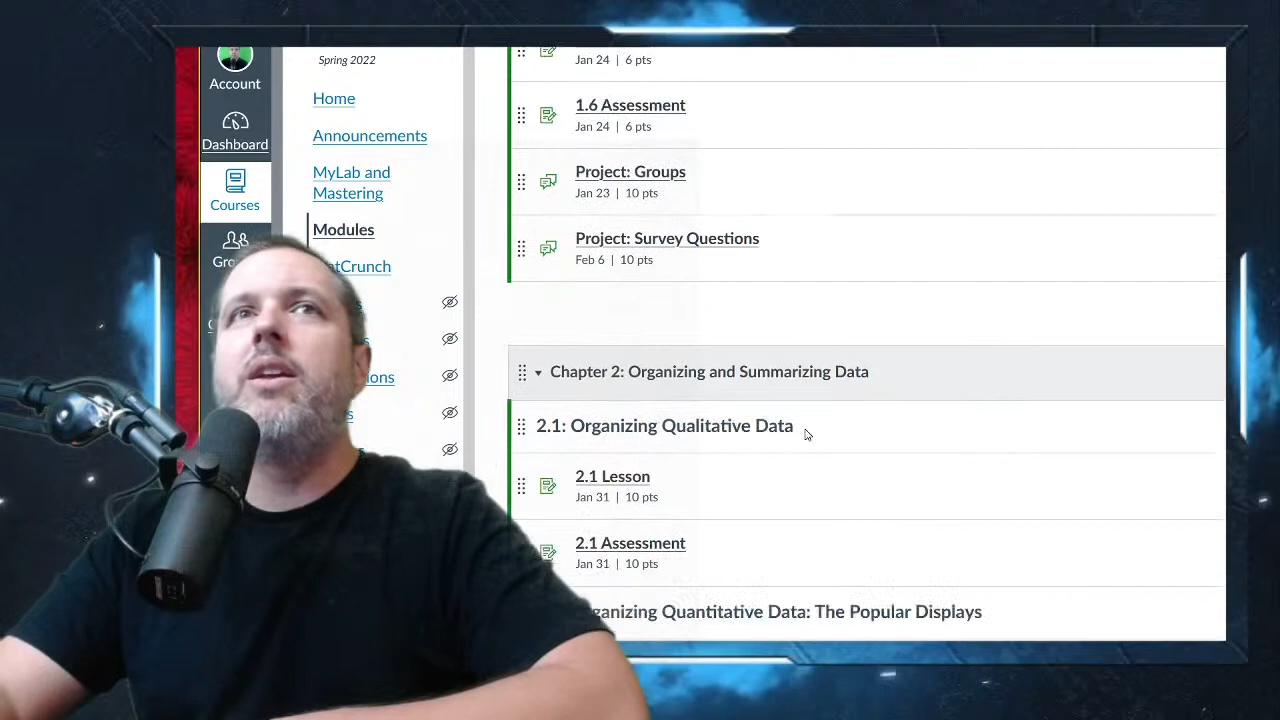 Spring 2022
Account
Home
Announcements
Dashboard
MyLab and
Mastering
Courses
Modules
Jan 24 | 6 pts
1.6 Assessment
Jan 24 | 6 pts
Project: Groups
Jan 23 | 10 pts
Project: Survey Questions
Feb 6 | 10 pts
Chapter 2: Organizing and Summarizing Data
2.1: Organizing Qualitative Data
2.1 Lesson
Jan 31 | 10 pts
2.1 Assessment
Jan 31 | 10 pts
Quantitative Data: The Popular Displays